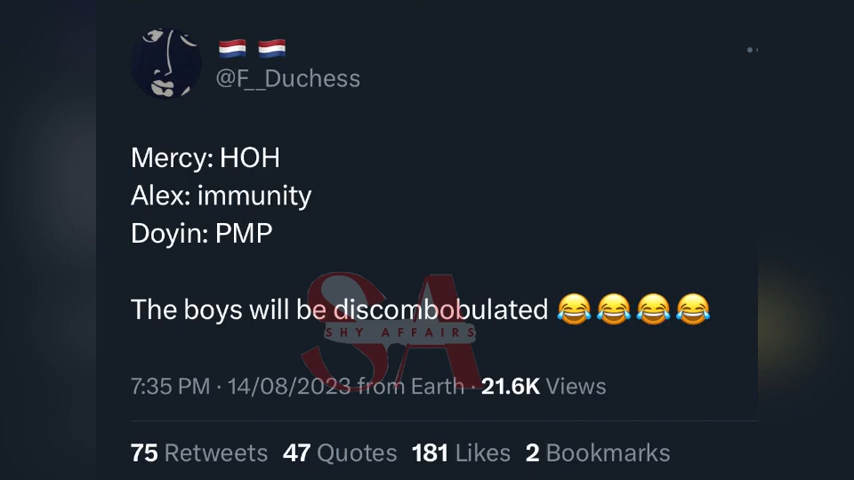 🇳🇱 🇳🇱
@F__Duchess
Mercy: HOH
Alex: immunity
Doyin: PMP
The boys will be discombobulated 😂😂😂😂
SA
SHY AFFAIRS
7:35 PM · 14/08/2023 from Earth · 21.6K Views
75 Retweets 47 Quotes 181 Likes 2 Bookmarks